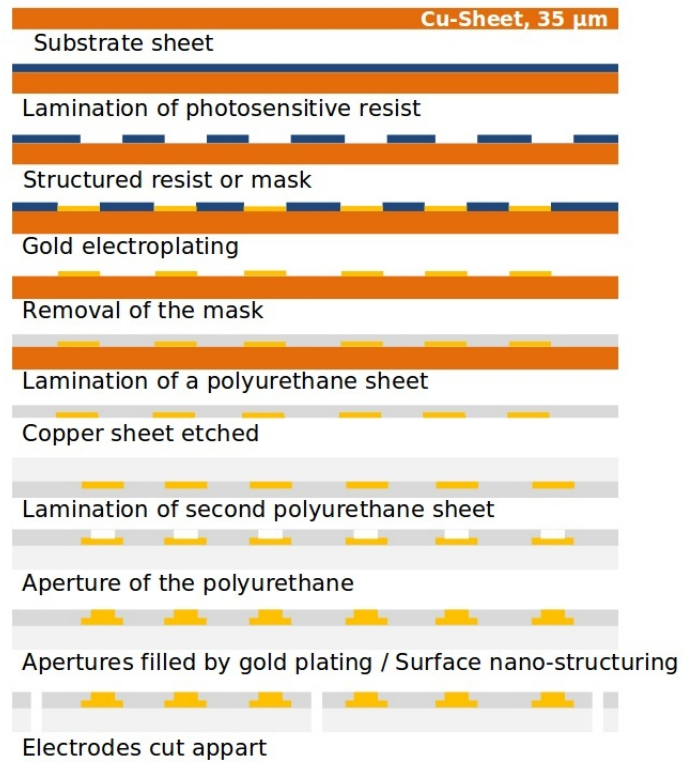 Cu-Sheet, 35 µm
Substrate sheet
Lamination of photosensitive resist
Structured resist or mask
Gold electroplating
Removal of the mask
Lamination of a polyurethane sheet
Copper sheet etched
Lamination of second polyurethane sheet
Aperture of the polyurethane
Apertures filled by gold plating / Surface nano-structuring
Electrodes cut appart